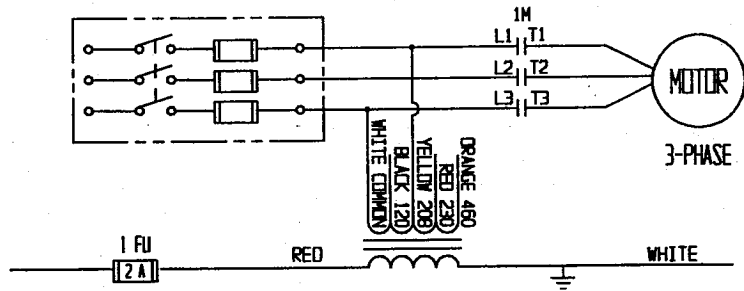 1M
L1 T1
L2 T2
L3 T3
MOTOR
3-PHASE
WHITE COMMON
BLACK 120
YELLOW 208
RED 230
ORANGE 460
1 FU
2 A
RED
WHITE